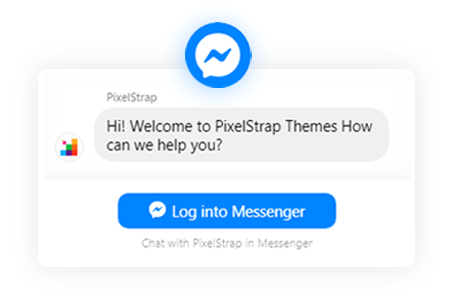 PixelStrap
Hi! Welcome to PixelStrap Themes How
can we help you?
Log into Messenger
Chat with PixelStrap in Messenger